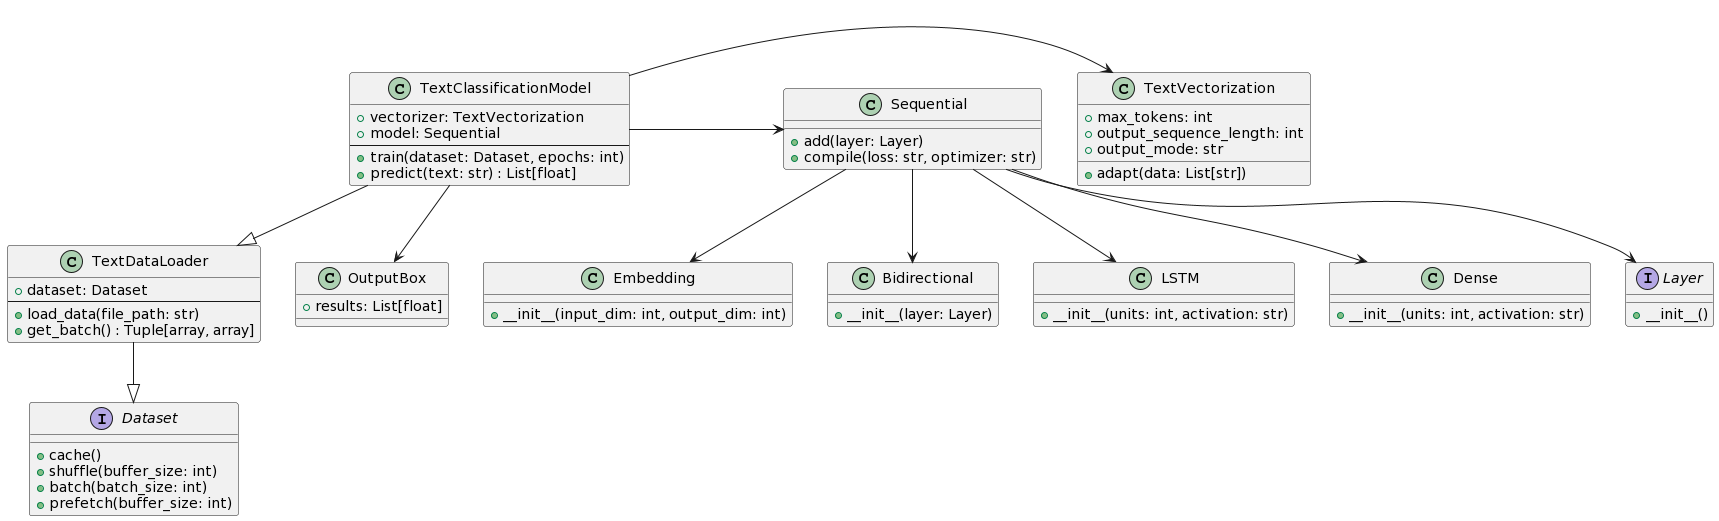 C TextClassificationModel
vectorizer: TextVectorization
model: Sequential
train(dataset: Dataset, epochs: int)
predict(text: str) : List[float]
C Sequential
add(layer: Layer)
compile(loss: str, optimizer: str)
C TextVectorization
max_tokens: int
output_sequence_length: int
output_mode: str
adapt(data: List[str])
C TextDataLoader
dataset: Dataset
load_data(file_path: str)
get_batch() : Tuple[array, array]
C OutputBox
results: List[float]
C Embedding
__init__(input_dim: int, output_dim: int)
C Bidirectional
__init__(layer: Layer)
C LSTM
__init__(units: int, activation: str)
C Dense
__init__(units: int, activation: str)
I Layer
__init__()
I Dataset
cache()
shuffle(buffer_size: int)
batch(batch_size: int)
prefetch(buffer_size: int)